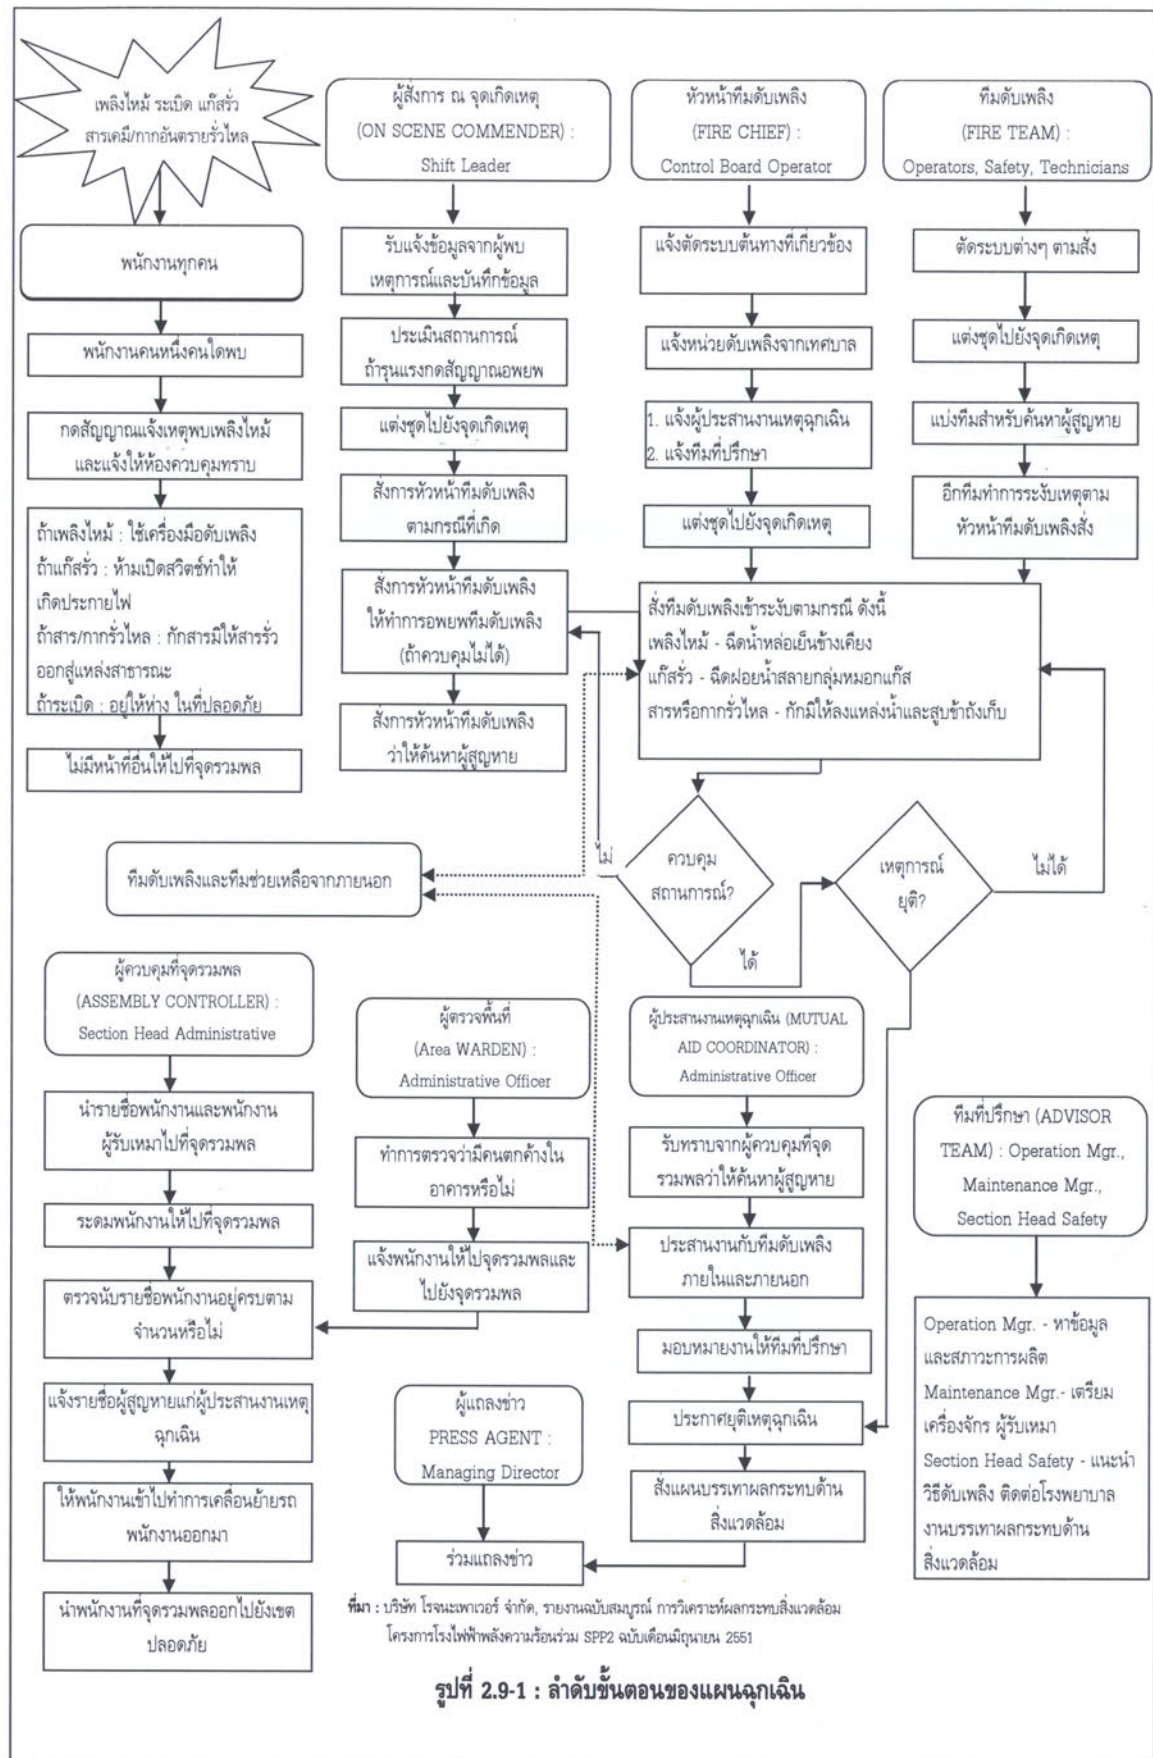 เพลิงไหม้ ระเบิด แก๊สรั่ว
สารเคมี/กากอันตรายรั่วไหล
พนักงานทุกคน
พนักงานคนหนึ่งคนใดพบ
กดสัญญาณแจ้งเหตุพบเพลิงไหม้
และแจ้งให้ห้องควบคุมทราบ
ถ้าเพลิงไหม้ : ใช้เครื่องมือดับเพลิง
ถ้าแก๊สรั่ว : ห้ามเปิดสวิตช์ทำให้
เกิดประกายไฟ
ถ้าสาร/กากรั่วไหล : กักสารมิให้สารรั่ว
ออกสู่แหล่งสาธารณะ
ถ้าระเบิด : อยู่ให้ห่าง ในที่ปลอดภัย
ไม่มีหน้าที่อื่นให้ไปที่จุดรวมพล
ผู้สั่งการ ณ จุดเกิดเหตุ
(ON SCENE COMMENDER) :
Shift Leader
รับแจ้งข้อมูลจากผู้พบ
เหตุการณ์และบันทึกข้อมูล
ประเมินสถานการณ์
ถ้ารุนแรงกดสัญญาณอพยพ
แต่งชุดไปยังจุดเกิดเหตุ
สั่งการหัวหน้าทีมดับเพลิง
ตามกรณีที่เกิด
สั่งการหัวหน้าทีมดับเพลิง
ให้ทำการอพยพทีมดับเพลิง
(ถ้าควบคุมไม่ได้)
สั่งการหัวหน้าทีมดับเพลิง
ว่าให้ค้นหาผู้สูญหาย
หัวหน้าทีมดับเพลิง
(FIRE CHIEF) :
Control Board Operator
แจ้งตัดระบบต้นทางที่เกี่ยวข้อง
แจ้งหน่วยดับเพลิงจากเทศบาล
1. แจ้งผู้ประสานงานเหตุฉุกเฉิน
2. แจ้งทีมที่ปรึกษา
แต่งชุดไปยังจุดเกิดเหตุ
ทีมดับเพลิง
(FIRE TEAM) :
Operators, Safety, Technicians
ตัดระบบต่างๆ ตามสั่ง
แต่งชุดไปยังจุดเกิดเหตุ
แบ่งทีมสำหรับค้นหาผู้สูญหาย
อีกทีมทำการระงับเหตุตาม
หัวหน้าทีมดับเพลิงสั่ง
สั่งทีมดับเพลิงเข้าระงับตามกรณี ดังนี้
เพลิงไหม้ - ฉีดน้ำหล่อเย็นข้างเคียง
แก๊สรั่ว - ฉีดฝอยน้ำสลายกลุ่มหมอกแก๊ส
สารหรือกากรั่วไหล - กักมิให้ลงแหล่งน้ำและสูบเข้าถังเก็บ
ไม่
ควบคุม
สถานการณ์?
ได้
เหตุการณ์
ยุติ?
ไม่ได้
ทีมดับเพลิงและทีมช่วยเหลือจากภายนอก
ผู้ควบคุมที่จุดรวมพล
(ASSEMBLY CONTROLLER) :
Section Head Administrative
นำรายชื่อพนักงานและพนักงาน
ผู้รับเหมาไปที่จุดรวมพล
ระดมพนักงานให้ไปที่จุดรวมพล
ตรวจนับรายชื่อพนักงานอยู่ครบตาม
จำนวนหรือไม่
แจ้งรายชื่อผู้สูญหายแก่ผู้ประสานงานเหตุ
ฉุกเฉิน
ให้พนักงานเข้าไปทำการเคลื่อนย้ายรถ
พนักงานออกมา
นำพนักงานที่จุดรวมพลออกไปยังเขต
ปลอดภัย
ผู้ตรวจพื้นที่
(Area WARDEN) :
Administrative Officer
ทำการตรวจว่ามีคนตกค้างใน
อาคารหรือไม่
แจ้งพนักงานให้ไปจุดรวมพลและ
ไปยังจุดรวมพล
ผู้แถลงข่าว
PRESS AGENT :
Managing Director
ร่วมแถลงข่าว
ผู้ประสานงานเหตุฉุกเฉิน (MUTUAL
AID COORDINATOR) :
Administrative Officer
รับทราบจากผู้ควบคุมที่จุด
รวมพลว่าให้ค้นหาผู้สูญหาย
ประสานงานกับทีมดับเพลิง
ภายในและภายนอก
มอบหมายงานให้ทีมที่ปรึกษา
ประกาศยุติเหตุฉุกเฉิน
สั่งแผนบรรเทาผลกระทบด้าน
สิ่งแวดล้อม
ทีมที่ปรึกษา (ADVISOR
TEAM) : Operation Mgr.,
Maintenance Mgr.,
Section Head Safety
Operation Mgr. - หาข้อมูล
และสภาวะการผลิต
Maintenance Mgr.- เตรียม
เครื่องจักร ผู้รับเหมา
Section Head Safety - แนะนำ
วิธีดับเพลิง ติดต่อโรงพยาบาล
งานบรรเทาผลกระทบด้าน
สิ่งแวดล้อม
ที่มา : บริษัท โรจนะเพาเวอร์ จำกัด, รายงานฉบับสมบูรณ์ การวิเคราะห์ผลกระทบสิ่งแวดล้อม
โครงการโรงไฟฟ้าพลังความร้อนร่วม SPP2 ฉบับเดือนมิถุนายน 2551
รูปที่ 2.9-1 : ลำดับขั้นตอนของแผนฉุกเฉิน